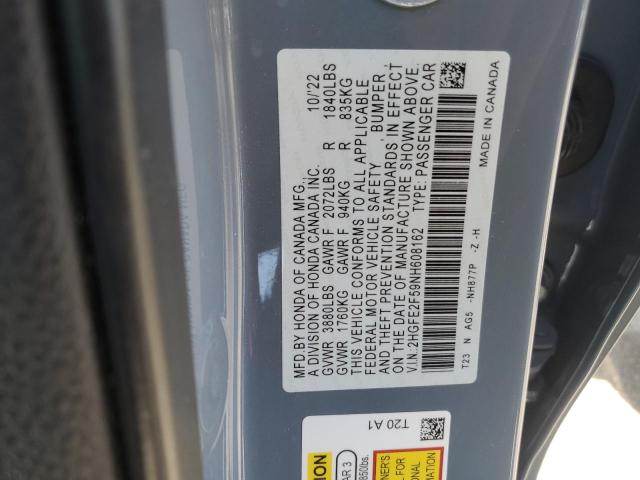 MFD.BY HONDA OF CANADA MFG. 10/'22
A DIVISION OF HONDA CANADA INC.
GVWR 3880LBS GAWR F 2072LBS R 1840LBS
GVWR 1760KG GAWR F 940KG R 835KG
THIS VEHICLE CONFORMS TO ALL APPLICABLE
FEDERAL MOTOR VEHICLE SAFETY, BUMPER,
AND THEFT PREVENTION STANDARDS IN EFFECT
ON THE DATE OF MANUFACTURE SHOWN ABOVE.
V.I.N.:2HGFE2F59NH608162 TYPE:PASSENGER CAR
T23 N AG5 -NH877P -Z -H
MADE IN CANADA
T20 A1